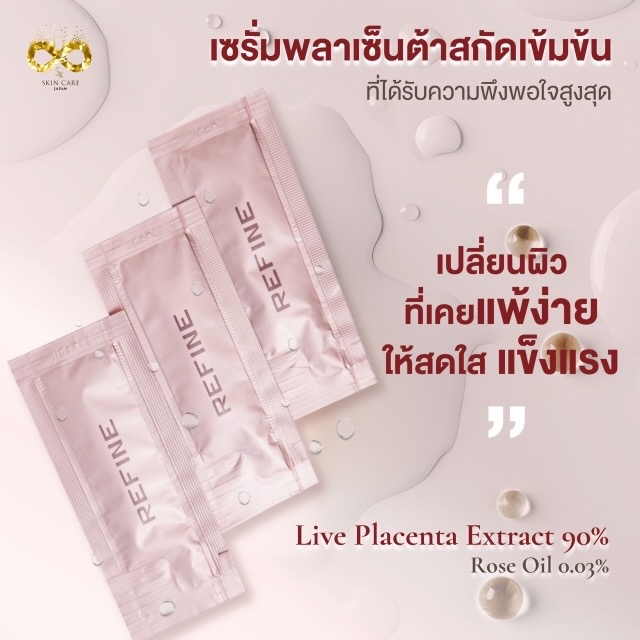 SKIN CARE
JAPAN
เซรั่มพลาเซ็นต้าสกัดเข้มข้น
ที่ได้รับความพึงพอใจสูงสุด
“
เปลี่ยนผิว
ที่เคยแพ้ง่าย
ให้สดใส แข็งแรง
”
REFINE
REFINE
REFINE
Live Placenta Extract 90%
Rose Oil 0.03%